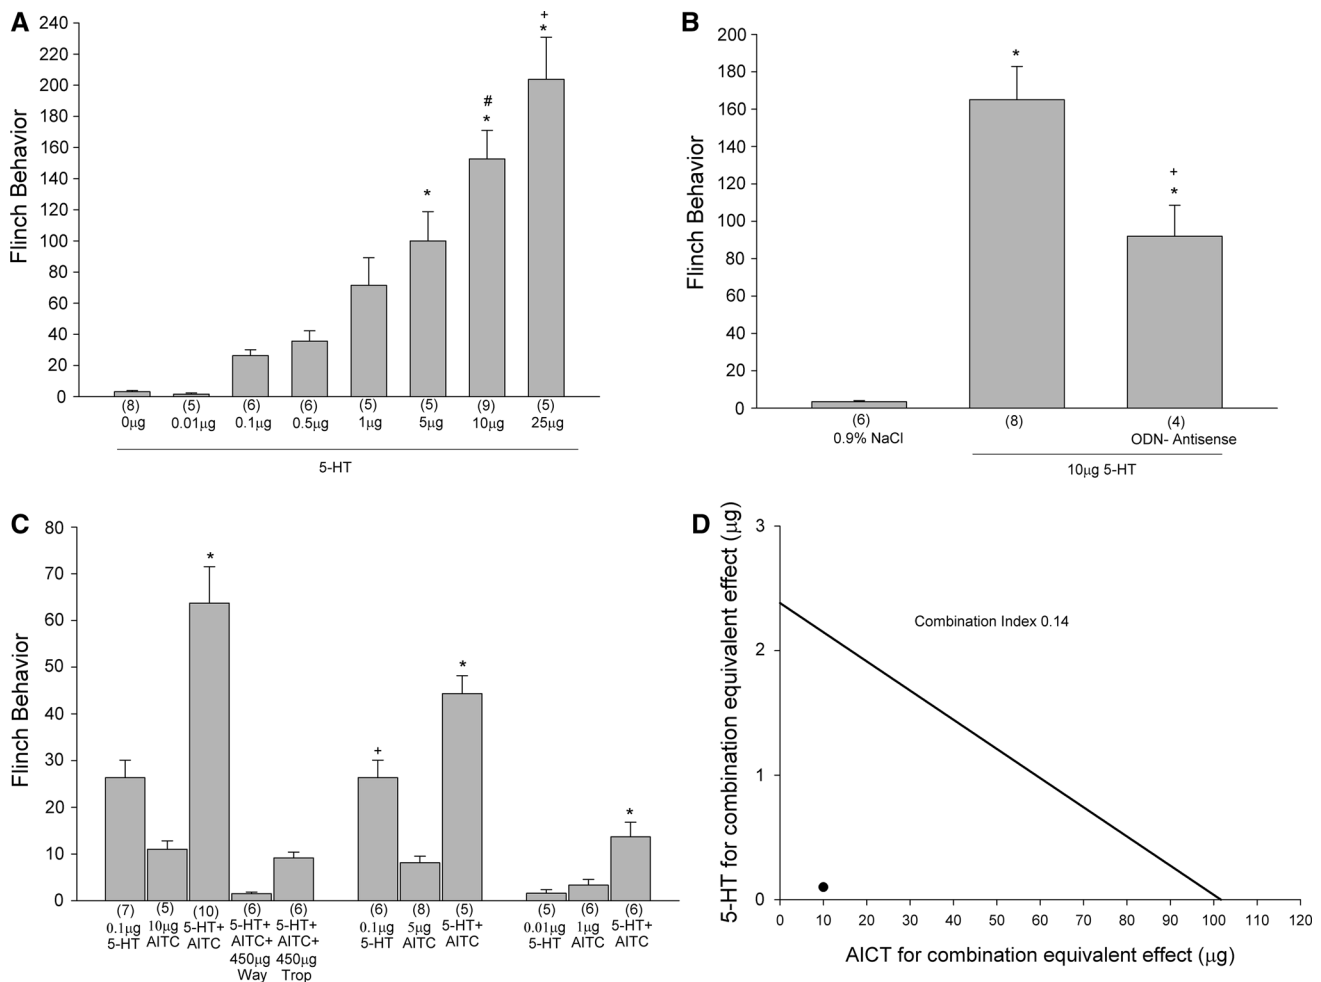 A
Flinch Behavior
240
220
200
180
160
140
120
100
80
60
40
20
0
+
*
#
*
*
(8) (5) (6) (6) (5) (5) (9) (5)
0µg 0.01µg 0.1µg 0.5µg 1µg 5µg 10µg 25µg
5-HT
B
Flinch Behavior
200
180
160
140
120
100
80
60
40
20
0
*
+
*
(6) (8) (4)
0.9% NaCl ODN- Antisense
10µg 5-HT
C
Flinch Behavior
80
70
60
50
40
30
20
10
0
*
+
*
*
(7) (5) (10) (6) (6) (6) (8) (5) (5) (6) (6)
0.1µg 10µg 5-HT+ 5-HT+ 5-HT+ 0.1µg 5µg 5-HT+ 0.01µg 1µg 5-HT+
5-HT AITC AITC AITC+ AITC+ 5-HT AITC AITC 5-HT AITC AITC
450µg 450µg
Way Trop
D
5-HT for combination equivalent effect (µg)
3
2
1
0
Combination Index 0.14
0 10 20 30 40 50 60 70 80 90 100 110 120
AICT for combination equivalent effect (µg)